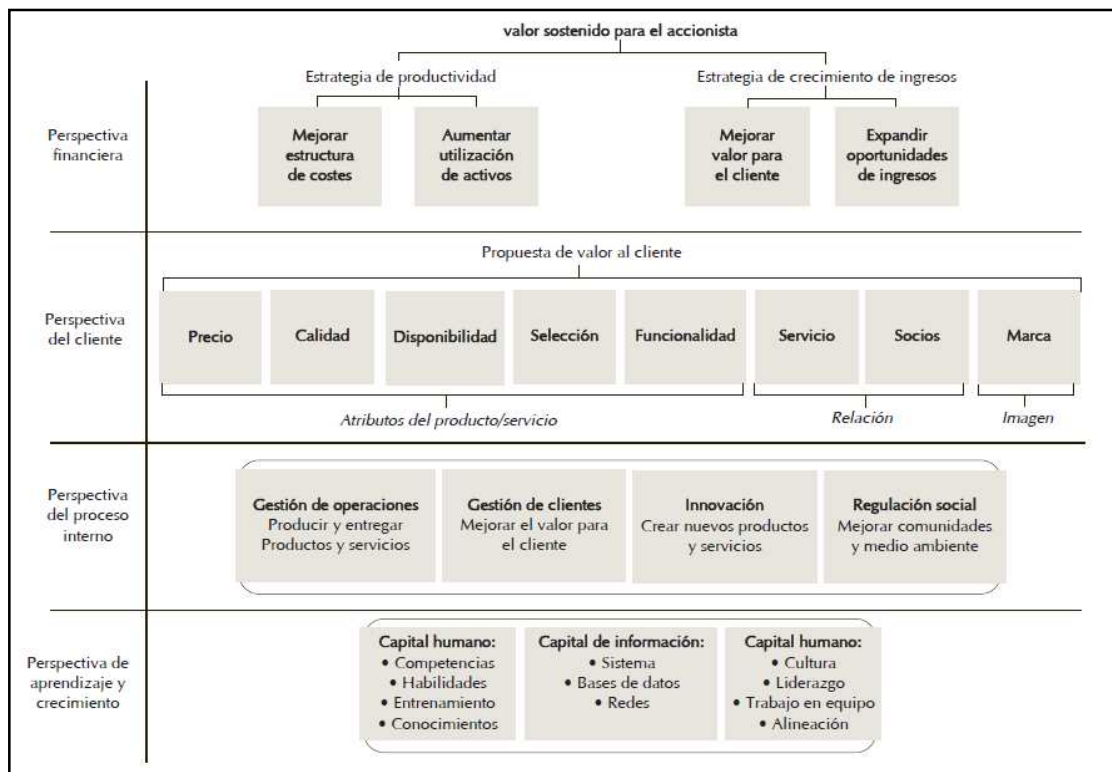 valor sostenido para el accionista
Estrategia de productividad
Estrategia de crecimiento de ingresos
Perspectiva
financiera
Mejorar
estructura
de costes
Aumentar
utilización
de activos
Mejorar
valor para
el cliente
Expandir
oportunidades
de ingresos
Propuesta de valor al cliente
Perspectiva
del cliente
Precio
Calidad
Disponibilidad
Selección
Funcionalidad
Servicio
Socios
Marca
Atributos del producto/servicio
Relación
Imagen
Perspectiva
del proceso
interno
Gestión de operaciones
Producir y entregar
Productos y servicios
Gestión de clientes
Mejorar el valor para
el cliente
Innovación
Crear nuevos productos
y servicios
Regulación social
Mejorar comunidades
y medio ambiente
Perspectiva de
aprendizaje y
crecimiento
Capital humano:
• Competencias
• Habilidades
• Entrenamiento
• Conocimientos
Capital de información:
• Sistema
• Bases de datos
• Redes
Capital humano:
• Cultura
• Liderazgo
• Trabajo en equipo
• Alineación